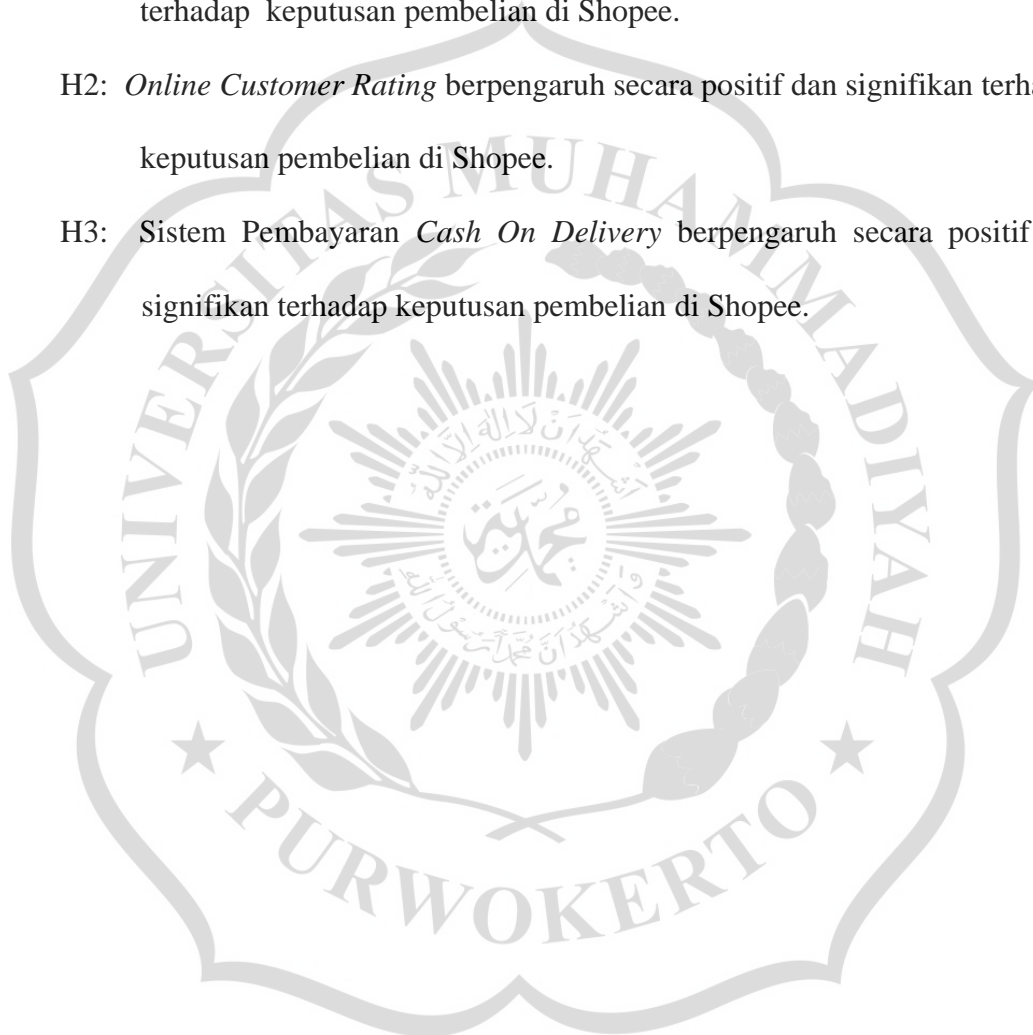 terhadap keputusan pembelian di Shopee.
H2: Online Customer Rating berpengaruh secara positif dan signifikan
keputusan pembelian di Shopee.
H3: Sistem Pembayaran Cash On Delivery berpengaruh secara positif
signifikan terhadap keputusan pembelian di Shopee.
UNIVERSITAS MUHAMMADIYAH
PURWOKERTO